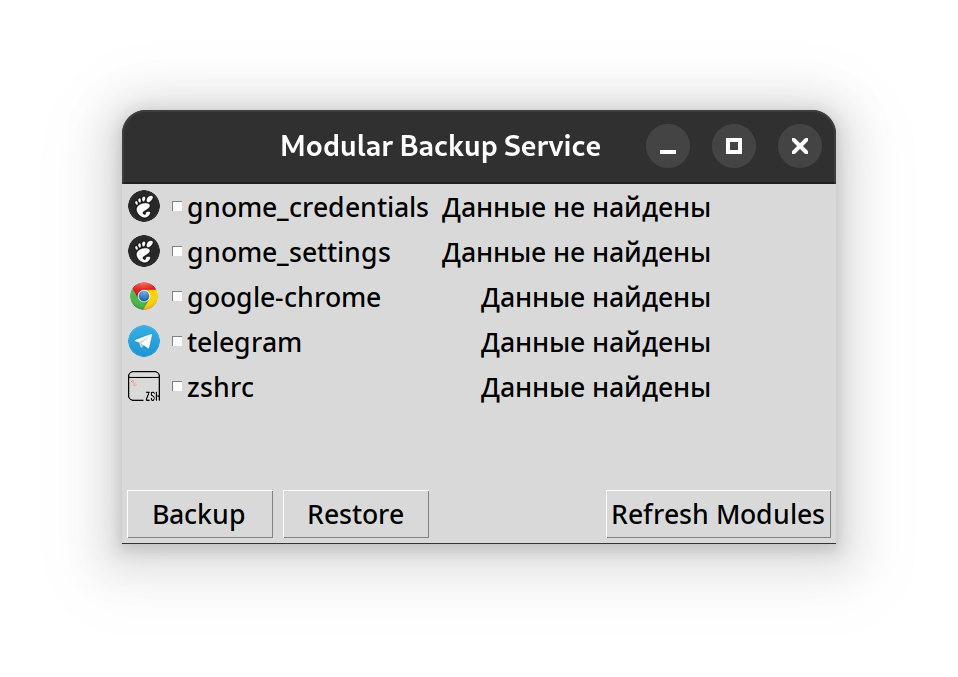 Modular Backup Service
gnome_credentials Данные не найдены
gnome_settings Данные не найдены
google-chrome Данные найдены
telegram Данные найдены
ZSH zshrc Данные найдены
Backup Restore Refresh Modules